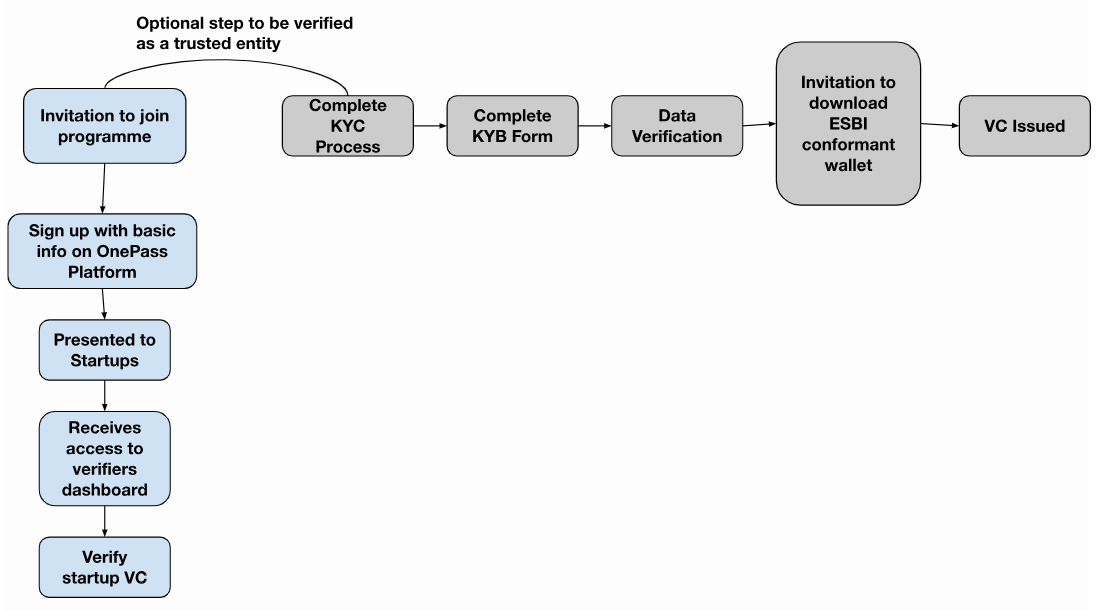 Optional step to be verified
as a trusted entity
Invitation to join
programme
Complete
KYC
Process
Complete
KYB Form
Data
Verification
Invitation to
download
ESBI
conformant
wallet
VC Issued
Sign up with basic
info on OnePass
Platform
Presented to
Startups
Receives
access to
verifiers
dashboard
Verify
startup VC